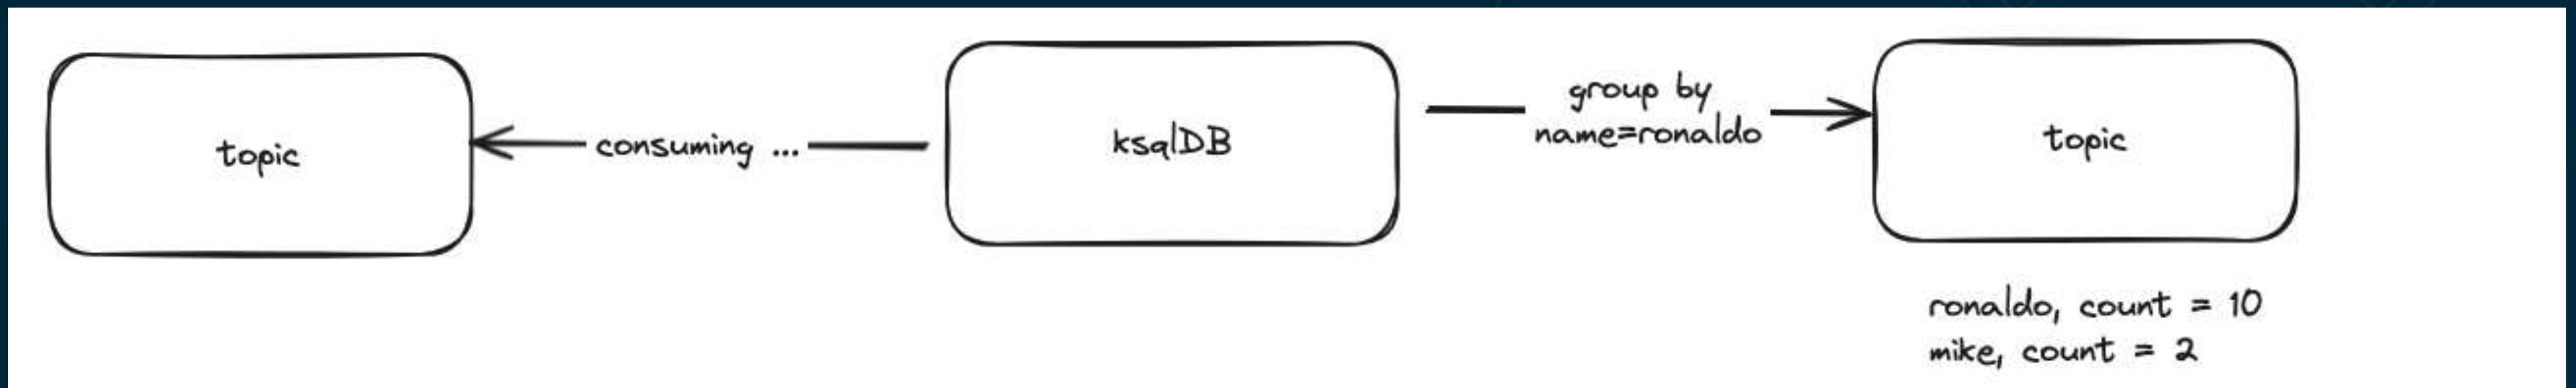 topic
consuming ...
ksqlDB
group by
name=ronaldo
topic
ronaldo, count = 10
mike, count = 2